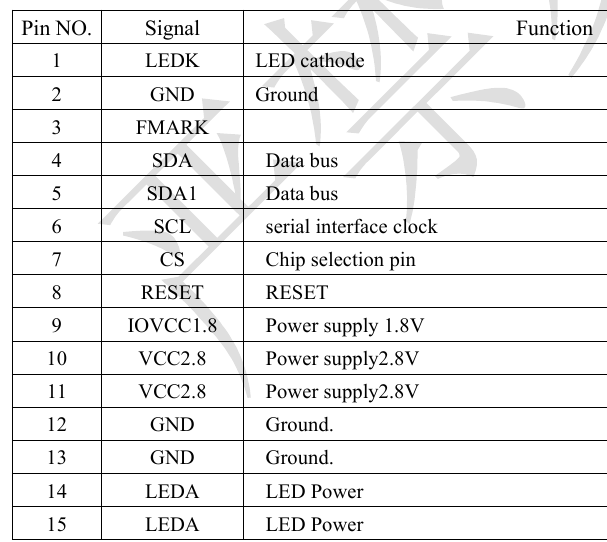 Pin NO. Signal Function
1 LEDK LED cathode
2 GND Ground
3 FMARK
4 SDA Data bus
5 SDA1 Data bus
6 SCL serial interface clock
7 CS Chip selection pin
8 RESET RESET
9 IOVCC1.8 Power supply 1.8V
10 VCC2.8 Power supply2.8V
11 VCC2.8 Power supply2.8V
12 GND Ground.
13 GND Ground.
14 LEDA LED Power
15 LEDA LED Power
严禁